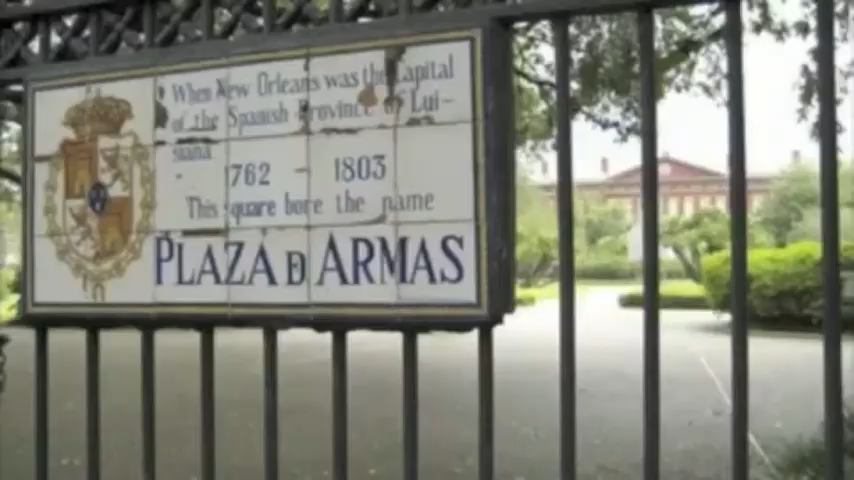 When New Orleans was the Capital
of the Spanish Province of Lui-
siana
1762 - 1803
This square bore the name
PLAZA D ARMAS